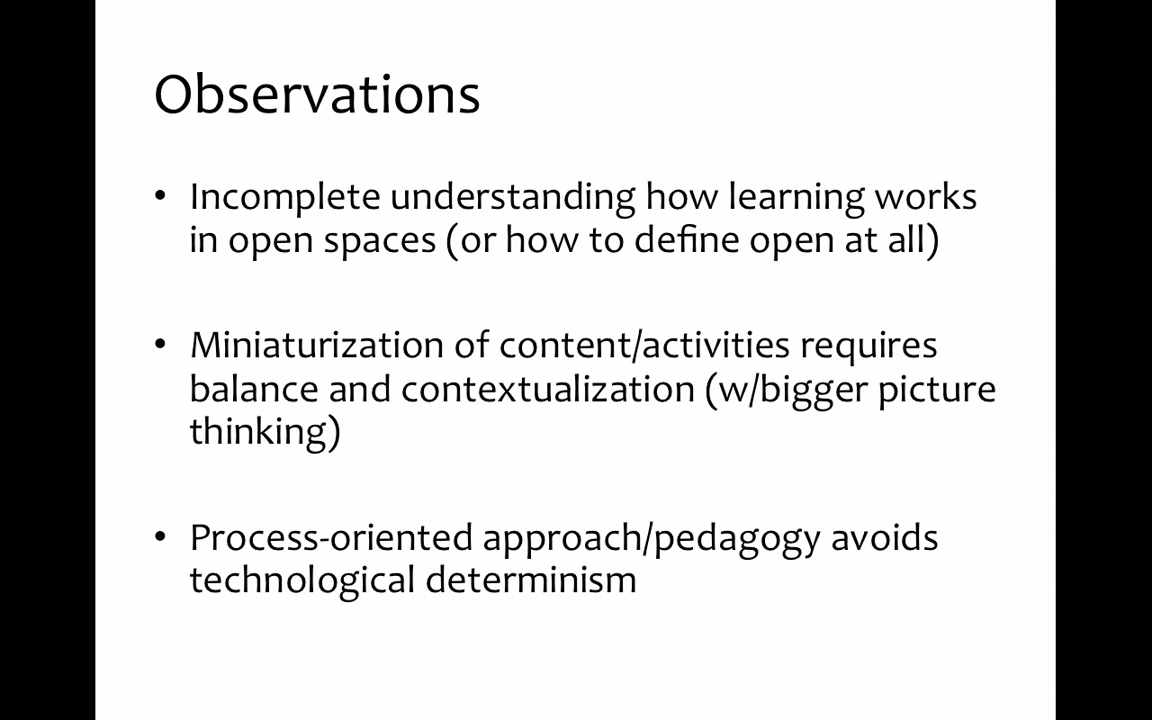 Observations
• Incomplete understanding how learning works
in open spaces (or how to define open at all)
• Miniaturization of content/activities requires
balance and contextualization (w/bigger picture
thinking)
• Process-oriented approach/pedagogy avoids
technological determinism